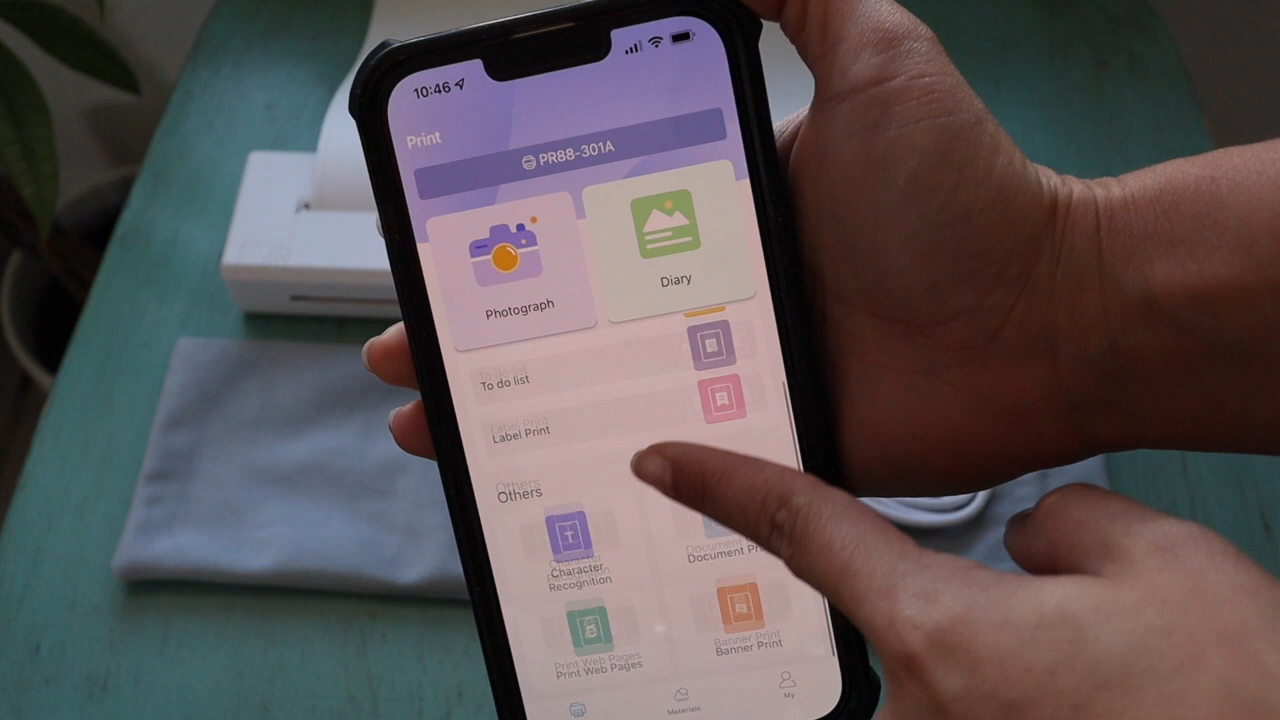 10:46
Print
PR88-301A
Photograph
Diary
To do list
Label Print
Others
Character
Recognition
Document Pri
Print Web Pages
Banner Print
Materials
My